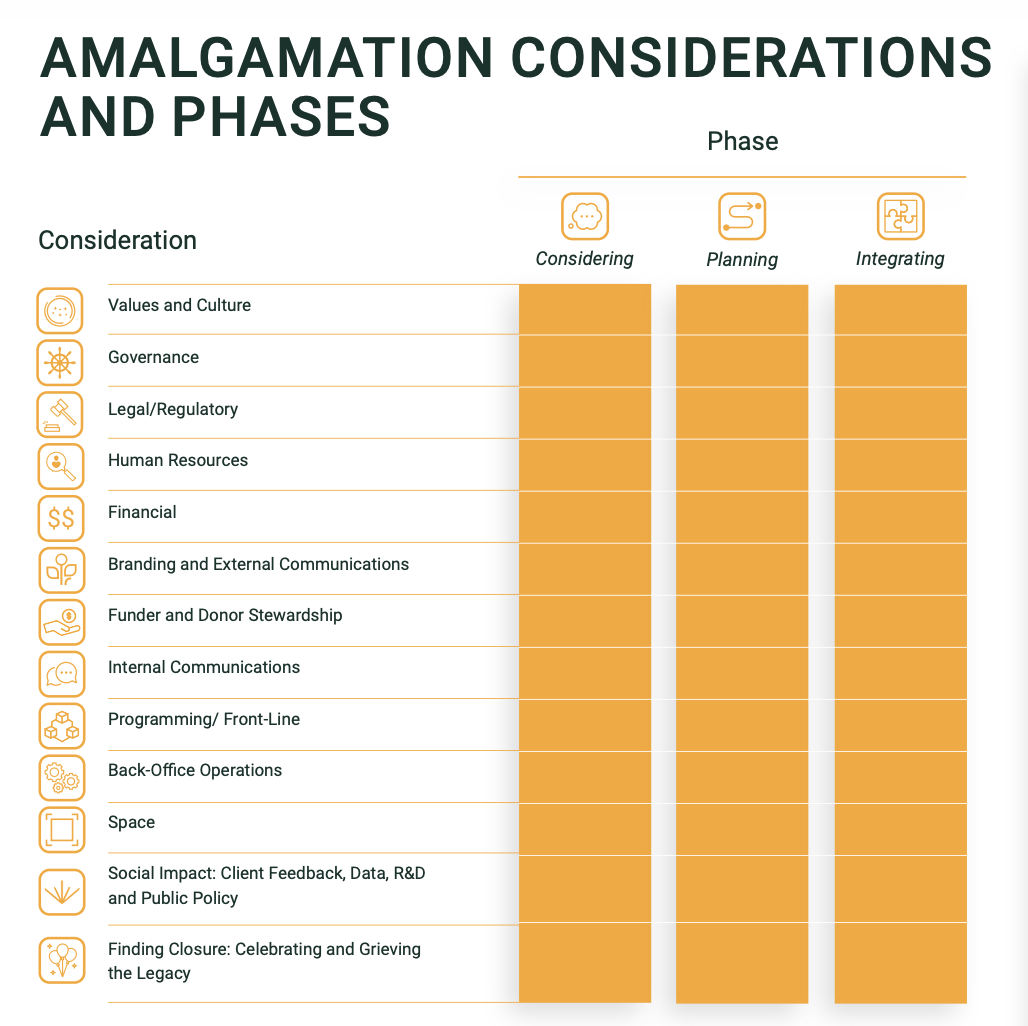 AMALGAMATION CONSIDERATIONS
AND PHASES
Phase
Consideration
Considering
Planning
Integrating
Values and Culture
Governance
Legal/Regulatory
Human Resources
$$ Financial
Branding and External Communications
$
Funder and Donor Stewardship
Internal Communications
Programming/ Front-Line
Back-Office Operations
Space
Social Impact: Client Feedback, Data, R&D
and Public Policy
Finding Closure: Celebrating and Grieving
the Legacy